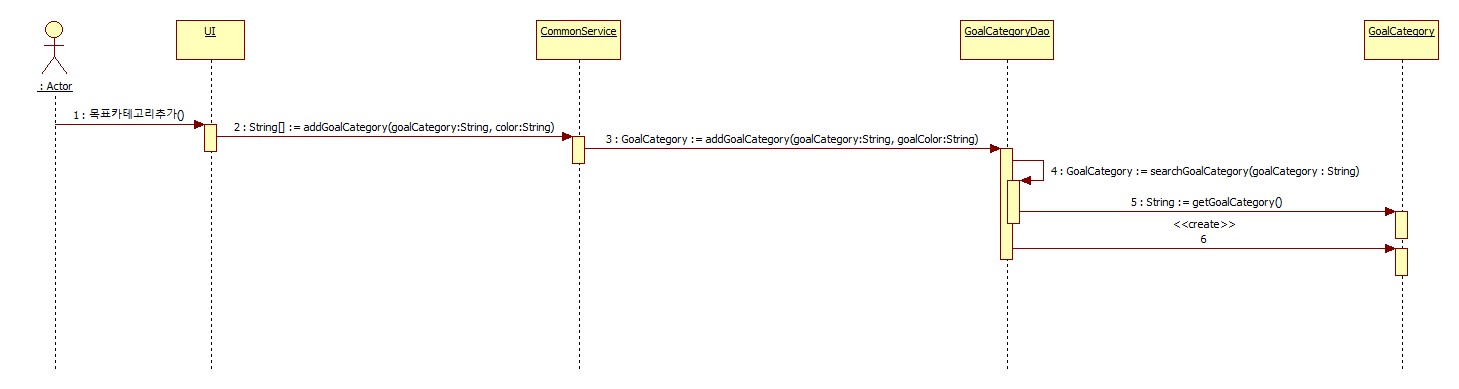 UI
CommonService
GoalCategoryDao
GoalCategory
: Actor
1 : 목표카테고리추가()
2 : String[] := addGoalCategory(goalCategory:String, color:String)
3 : GoalCategory := addGoalCategory(goalCategory:String, goalColor:String)
4 : GoalCategory := searchGoalCategory(goalCategory : String)
5 : String := getGoalCategory()
<<create>>
6